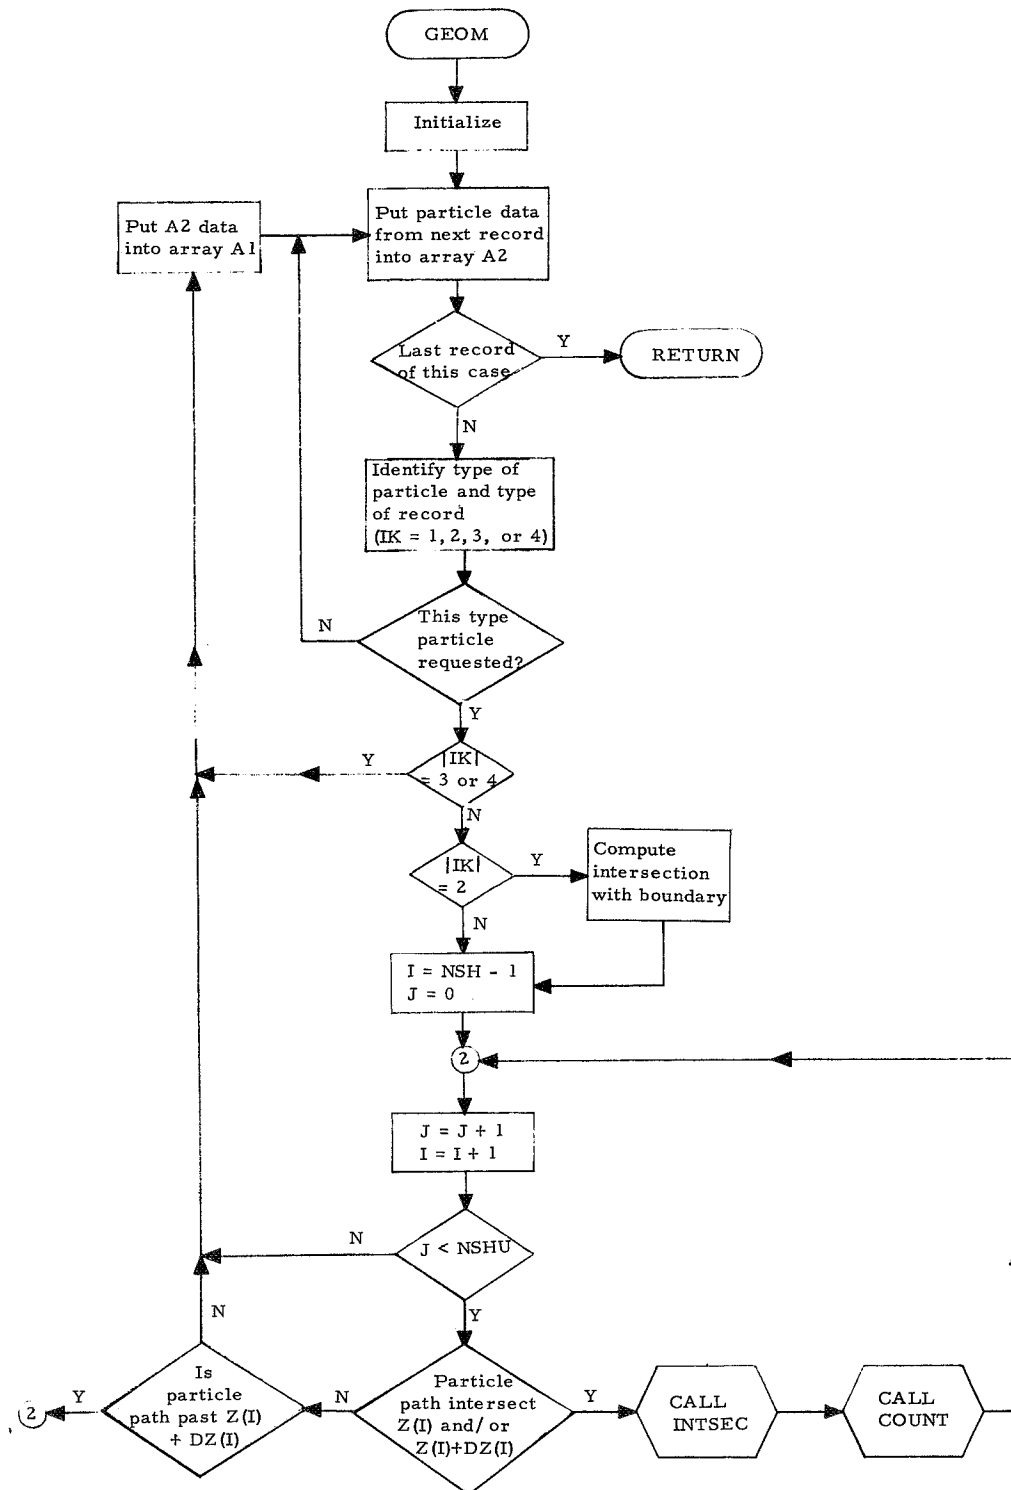 GEOM
Initialize
Put A2 data
into array A1
Put particle data
from next record
into array A2
Last record
of this case
Y
RETURN
N
Identify type of
particle and type
of record
(IK = 1, 2, 3, or 4)
This type
particle
requested?
N
Y
|IK|
= 3 or 4
Y
N
|IK|
= 2
Y
Compute
intersection
with boundary
N
I = NSH - 1
J = 0
2
J = J + 1
I = I + 1
J < NSHU
N
Y
N
Is
particle
path past Z(I)
+ DZ(I)
Y
2
N
Particle
path intersect
Z(I) and/or
Z(I)+DZ(I)
Y
CALL
INTSEC
CALL
COUNT